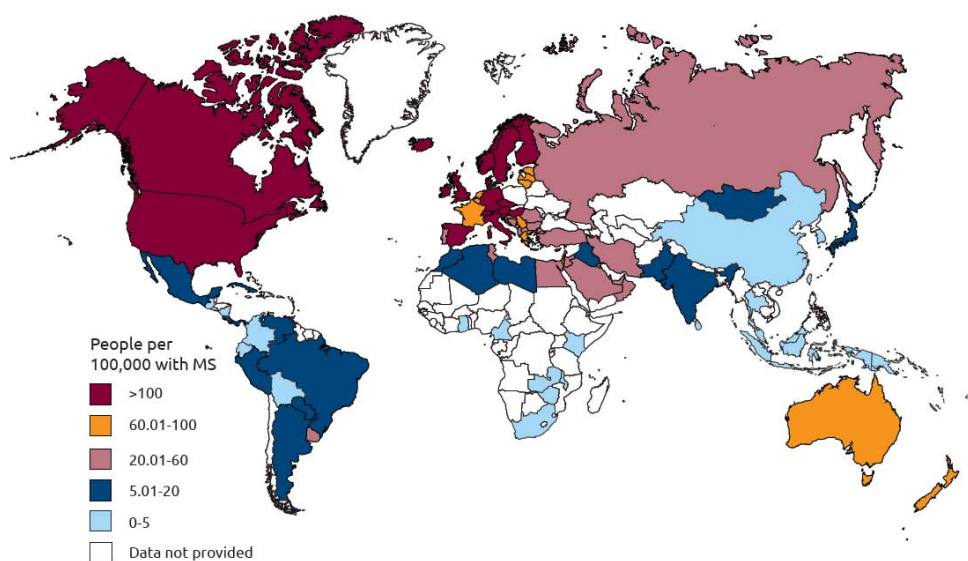 People per
100,000 with MS
>100
60.01-100
20.01-60
5.01-20
0-5
Data not provided